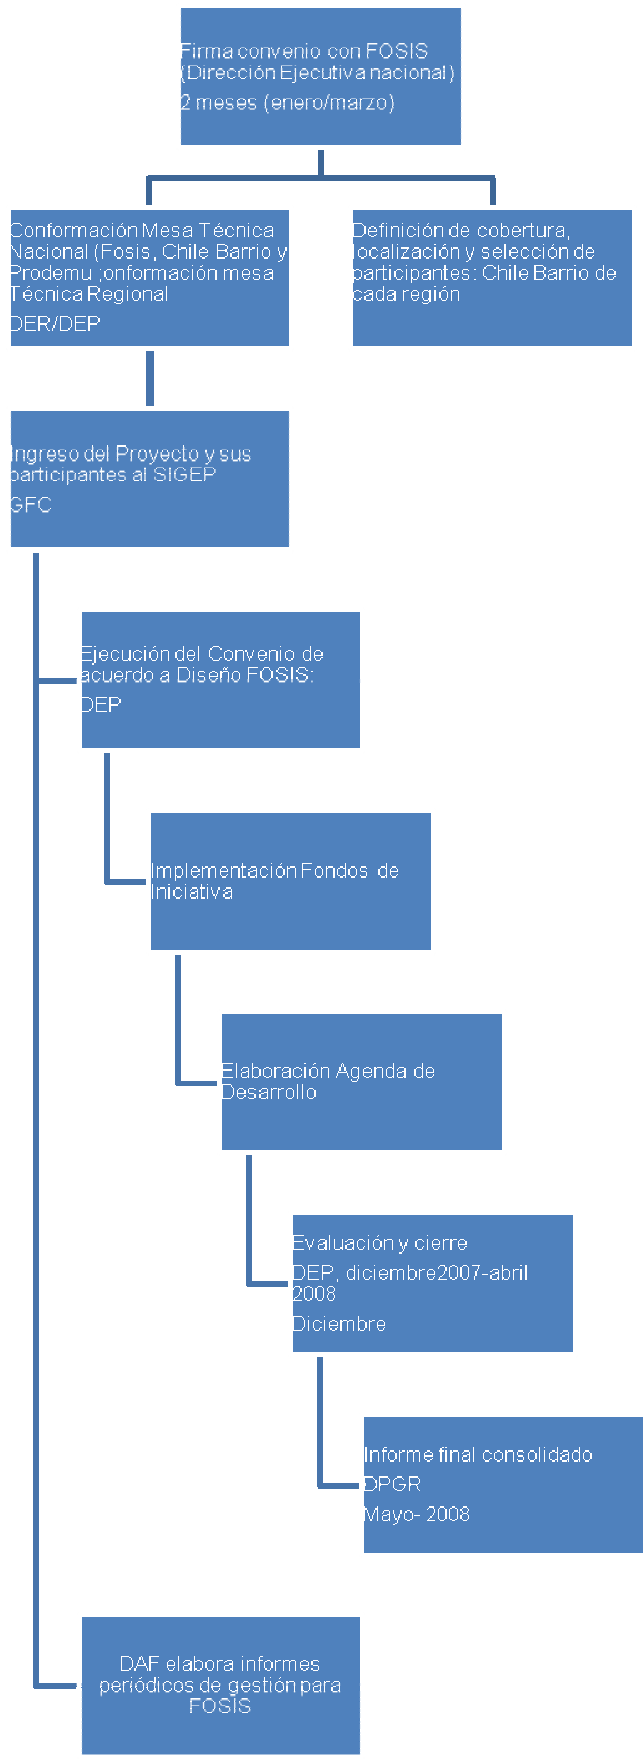 Firma convenio con FOSIS
(Dirección Ejecutiva nacional)
2 meses (enero/marzo)
Conformación Mesa Técnica
Nacional (Fosis, Chile Barrio y
Prodemu ;onformación mesa
Técnica Regional
DER/DEP
Definición de cobertura,
localización y selección de
participantes: Chile Barrio de
cada región
Ingreso del Proyecto y sus
participantes al SIGEP
GFC
Ejecución del Convenio de
acuerdo a Diseño FOSIS:
DEP
Implementación Fondos de
Iniciativa
Elaboración Agenda de
Desarrollo
Evaluación y cierre
DEP, diciembre2007-abril
2008
Diciembre
Informe final consolidado
DPGR
Mayo- 2008
DAF elabora informes
periódicos de gestión para
FOSIS